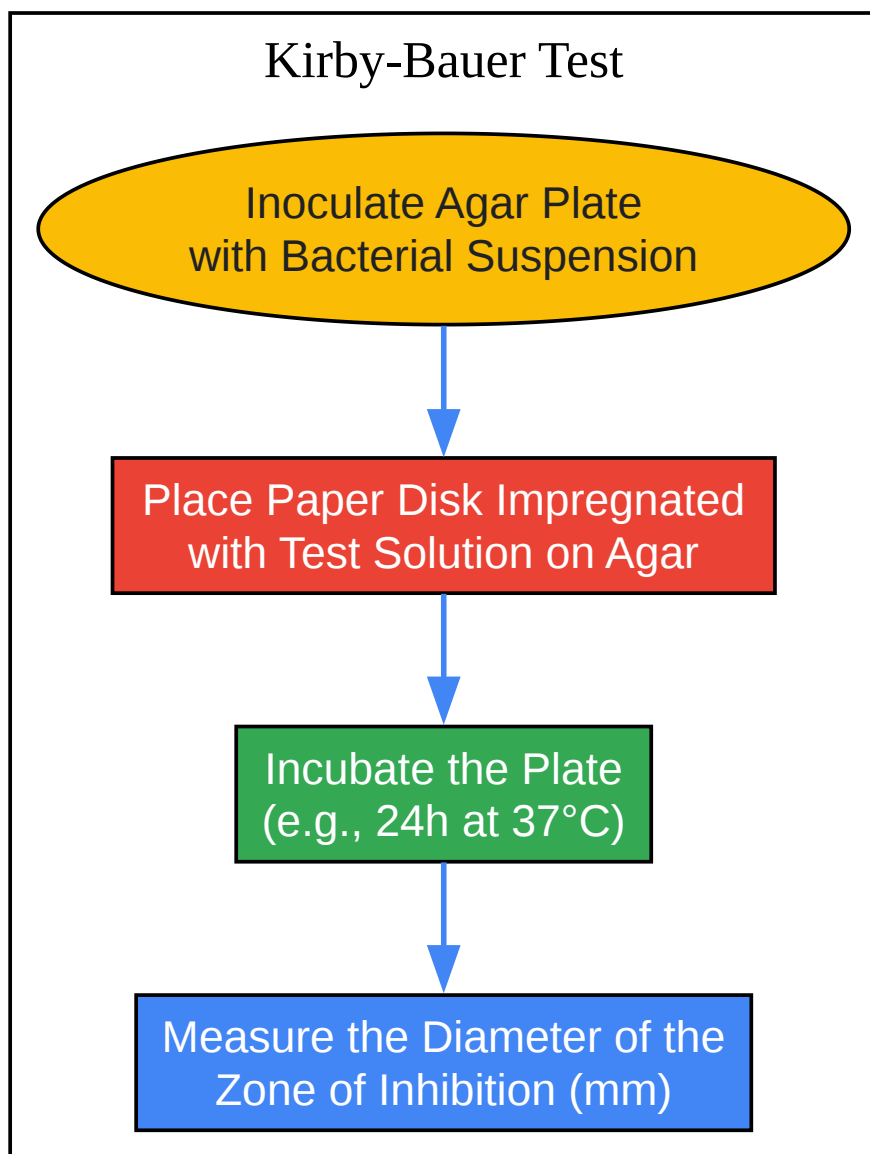 Kirby-Bauer Test
Inoculate Agar Plate
with Bacterial Suspension
Place Paper Disk Impregnated
with Test Solution on Agar
Incubate the Plate
(e.g., 24h at 37°C)
Measure the Diameter of the
Zone of Inhibition (mm)